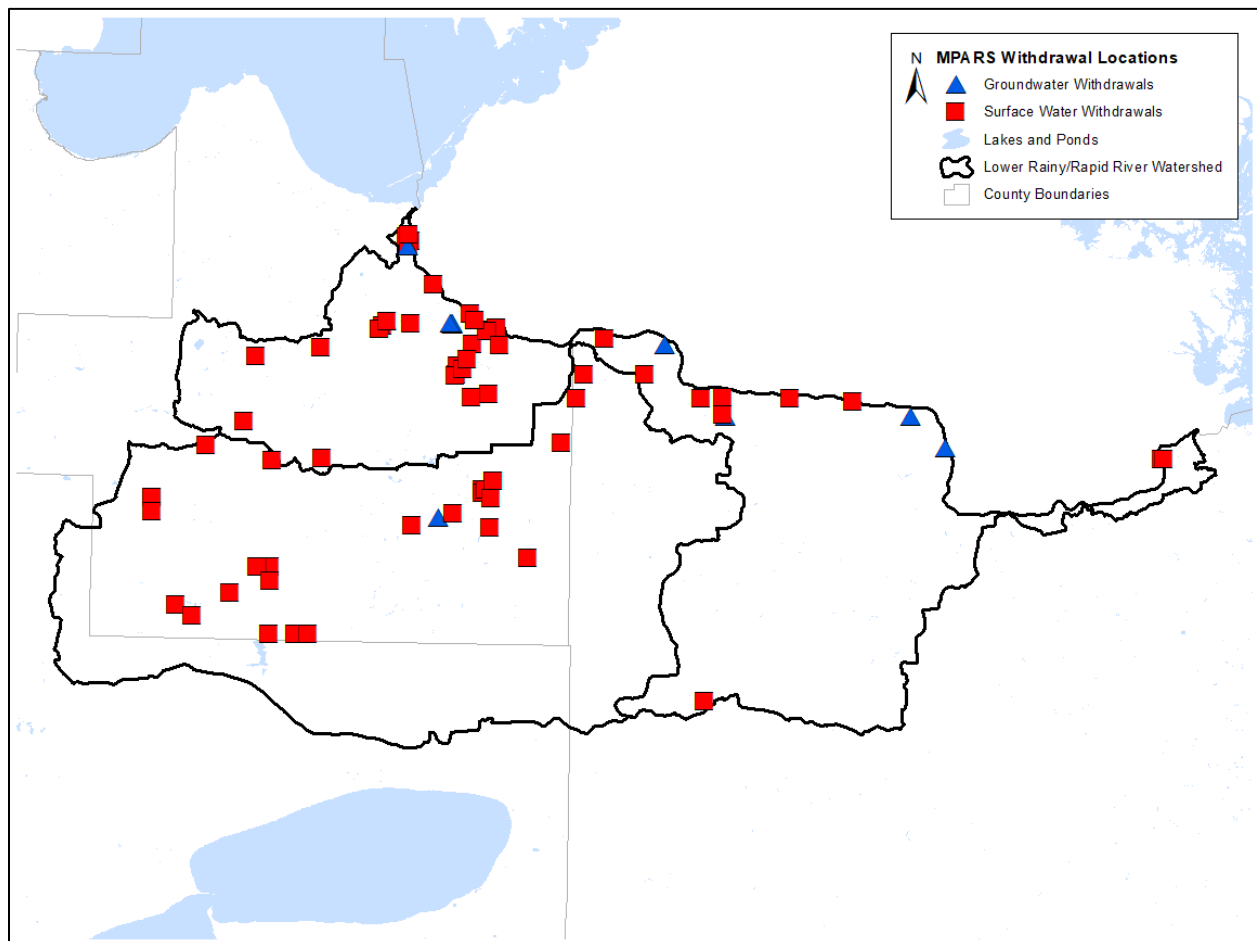 N
MPARS Withdrawal Locations
Groundwater Withdrawals
Surface Water Withdrawals
Lakes and Ponds
Lower Rainy/Rapid River Watershed
County Boundaries